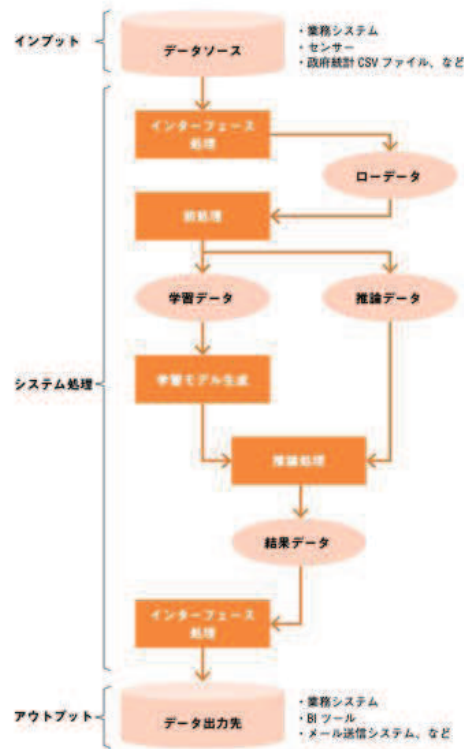 インプット
データソース
・業務システム
・センサー
・政府統計 CSV ファイル、など
インターフェース
処理
ローデータ
前処理
学習データ
推論データ
システム処理
学習モデル生成
推論処理
結果データ
インターフェース
処理
アウトプット
データ出力先
・業務システム
・BI ツール
・メール送信システム、など